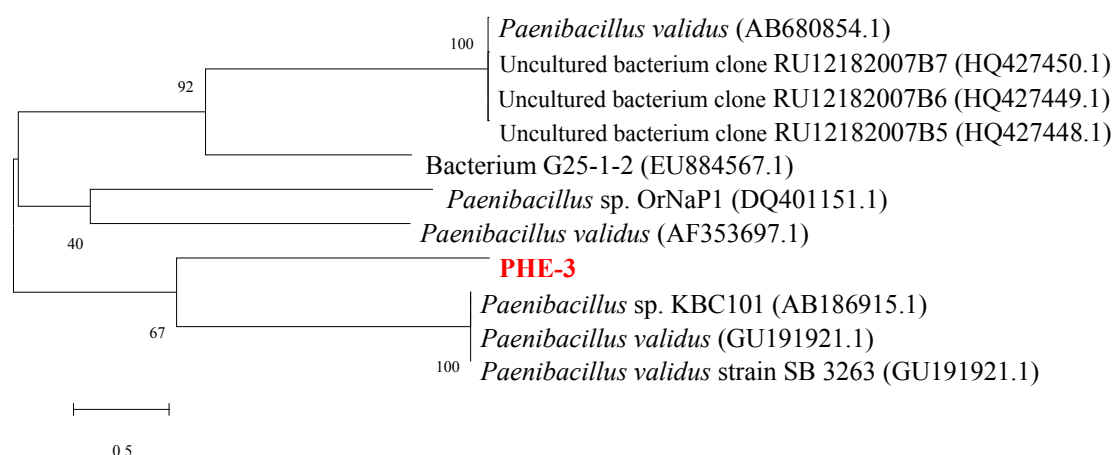 Paenibacillus validus (AB680854.1)
100
Uncultured bacterium clone RU12182007B7 (HQ427450.1)
92
Uncultured bacterium clone RU12182007B6 (HQ427449.1)
Uncultured bacterium clone RU12182007B5 (HQ427448.1)
Bacterium G25-1-2 (EU884567.1)
Paenibacillus sp. OrNaP1 (DQ401151.1)
40
Paenibacillus validus (AF353697.1)
PHE-3
Paenibacillus sp. KBC101 (AB186915.1)
67
Paenibacillus validus (GU191921.1)
100
Paenibacillus validus strain SB 3263 (GU191921.1)
0.5